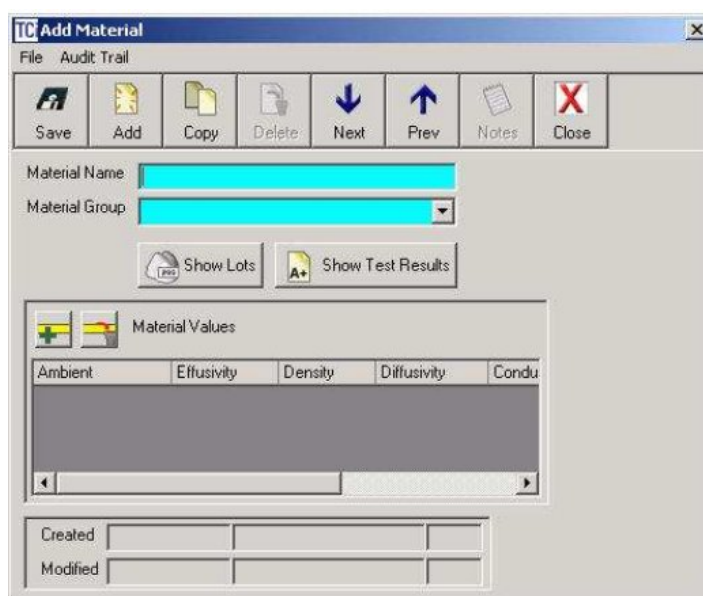 TC Add Material
File Audit Trail
Save Add Copy Delete Next Prev Notes Close
Material Name
Material Group
Show Lots A+ Show Test Results
Material Values
Ambient Effusivity Density Diffusivity Condu
Created
Modified